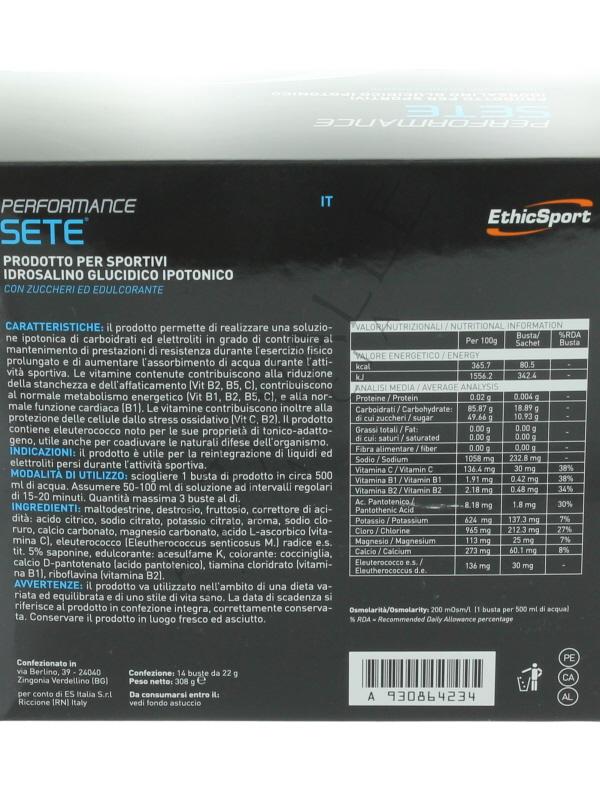 PERFORMANCE
SETE
PRODOTTO PER SPORTIVI
IDROSALINO GLUCIDICO IPOTONICO
PERFORMANCE
SETE®
IT
EthicSport
PRODOTTO PER SPORTIVI
IDROSALINO GLUCIDICO IPOTONICO
CON ZUCCHERI ED EDULCORANTE
CARATTERISTICHE: il prodotto permette di realizzare una soluzio-
ne ipotonica di carboidrati ed elettroliti in grado di contribuire al
mantenimento di prestazioni di resistenza durante l'esercizio fisico
prolungato e di aumentare l'assorbimento di acqua durante l'atti-
vità sportiva. Le vitamine contenute contribuiscono alla riduzione
della stanchezza e dell'affaticamento (Vit B2, B5, C), contribuiscono
al normale metabolismo energetico (Vit B1, B2, B5, C), e alla nor-
male funzione cardiaca (B1). Le vitamine contribuiscono inoltre alla
protezione delle cellule dallo stress ossidativo (Vit C, B2). Il prodotto
contiene eleuterococco noto per le sue proprietà di tonico-adatto-
geno, utile anche per coadiuvare le naturali difese dell'organismo.
INDICAZIONI: il prodotto è utile per la reintegrazione di liquidi ed
elettroliti persi durante l'attività sportiva.
MODALITÀ DI UTILIZZO: sciogliere 1 busta di prodotto in circa 500
ml di acqua. Assumere 50-100 ml di soluzione ad intervalli regolari
di 15-20 minuti. Quantità massima 3 buste al dì.
INGREDIENTI: maltodestrine, destrosio, fruttosio, correttore di aci-
dità: acido citrico, sodio citrato, potassio citrato, aroma, sodio clo-
ruro, calcio carbonato, magnesio carbonato, acido L-ascorbico (vita-
mina C), eleuterococco (Eleutherococcus senticosus M.) radice e.s.
tit. 5% saponine, edulcorante: acesulfame K, colorante: cocciniglia,
calcio D-pantotenato (acido pantotenico), tiamina cloridrato (vitami-
na B1), riboflavina (vitamina B2).
AVVERTENZE: il prodotto va utilizzato nell'ambito di una dieta va-
riata ed equilibrata e di uno stile di vita sano. La data di scadenza si
riferisce al prodotto in confezione integra, correttamente conserva-
ta. Conservare il prodotto in luogo fresco ed asciutto.
VALORI NUTRIZIONALI / NUTRITIONAL INFORMATION
Per 100g Busta/ Sachet %RDA Busta
VALORE ENERGETICO / ENERGY
kcal 365.7 80.5 -
kJ 1556.2 342.4
ANALISI MEDIA / AVERAGE ANALYSIS
Proteine / Protein 0.02 g 0.004 g -
Carboidrati / Carbohydrate: 85.87 g 18.89 g -
di cui zuccheri / sugar 49.66 g 10.93 g -
Grassi totali / Fat: 0.00 g 0 g -
di cui: saturi / saturated 0.00 g 0.00 g
Fibra alimentare / fiber 0.00 g 0.00 g -
Sodio / Sodium 1058 mg 232.8 mg -
Vitamina C / Vitamin C 136.4 mg 30 mg 38%
Vitamina B1 / Vitamin B1 1.91 mg 0.42 mg 38%
Vitamina B2 / Vitamin B2 2.18 mg 0.48 mg 34%
Ac. Pantotenico / Pantothenic Acid 8.18 mg 1.8 mg 30%
Potassio / Potassium 624 mg 137.3 mg 7%
Cloro / Chlorine 965 mg 212.3 mg 27%
Magnesio / Magnesium 113 mg 25 mg 7%
Calcio / Calcium 273 mg 60.1 mg 8%
Eleuterococco e.s. / Eleutherococcus d.e. 136 mg 30 mg -
Osmolarità/Osmolarity: 200 mOsm/L (1 busta per 500 ml di acqua)
% RDA = Recommended Daily Allowance percentage
Confezionato in
via Berlino, 39 - 24040
Zingonia Verdellino (BG)
per conto di ES Italia S.r.l
Riccione (RN) Italy
Confezione: 14 buste da 22 g
Peso netto: 308 g ℮
Da consumarsi entro il:
vedi fondo astuccio
A 930864234
PE
CA
AL